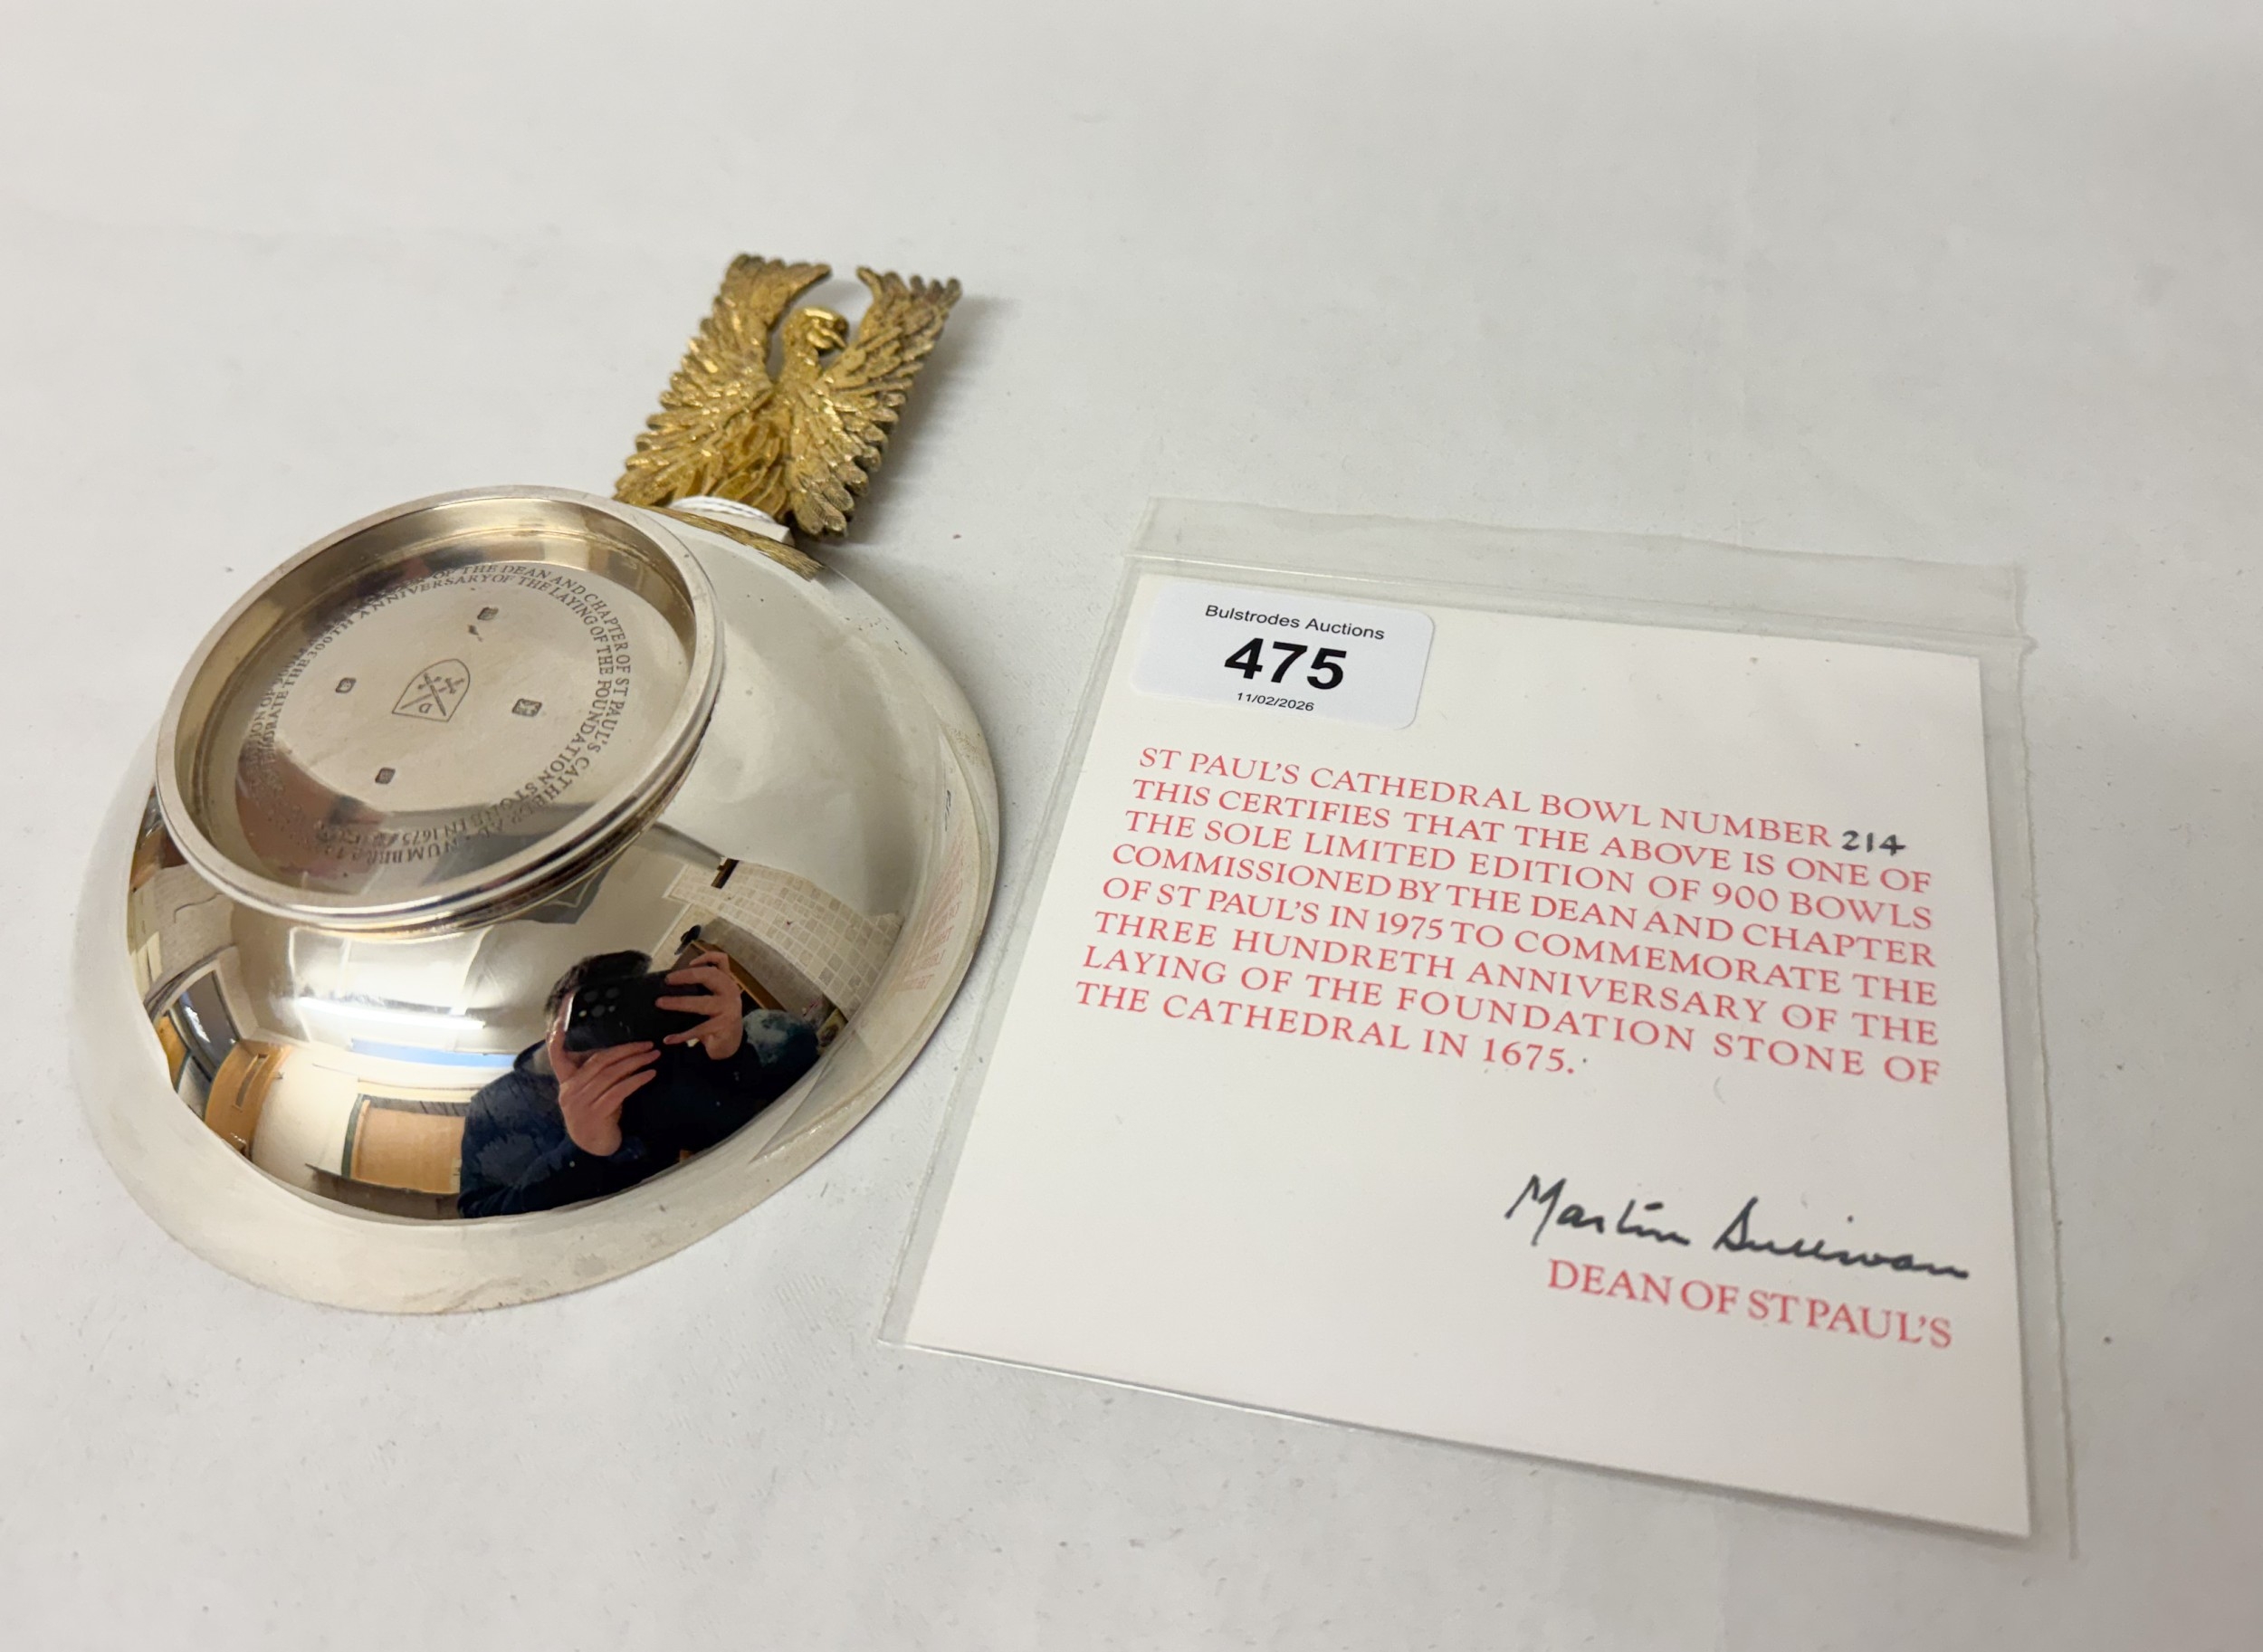 OF THE DEAN AND CHAPTER OF ST PAUL'S
300TH ANNIVERSARY OF THE LAYING OF THE FOUNDATION STONE IN 1675
D
Bulstrodes Auctions
475
11/02/2026
ST PAUL'S CATHEDRAL BOWL NUMBER 214
THIS CERTIFIES THAT THE ABOVE IS ONE OF
THE SOLE LIMITED EDITION OF 900 BOWLS
COMMISSIONED BY THE DEAN AND CHAPTER
OF ST PAUL'S IN 1975 TO COMMEMORATE THE
THREE HUNDRETH ANNIVERSARY OF THE
LAYING OF THE FOUNDATION STONE OF
THE CATHEDRAL IN 1675.
Martin Sullivan
DEAN OF ST PAUL'S